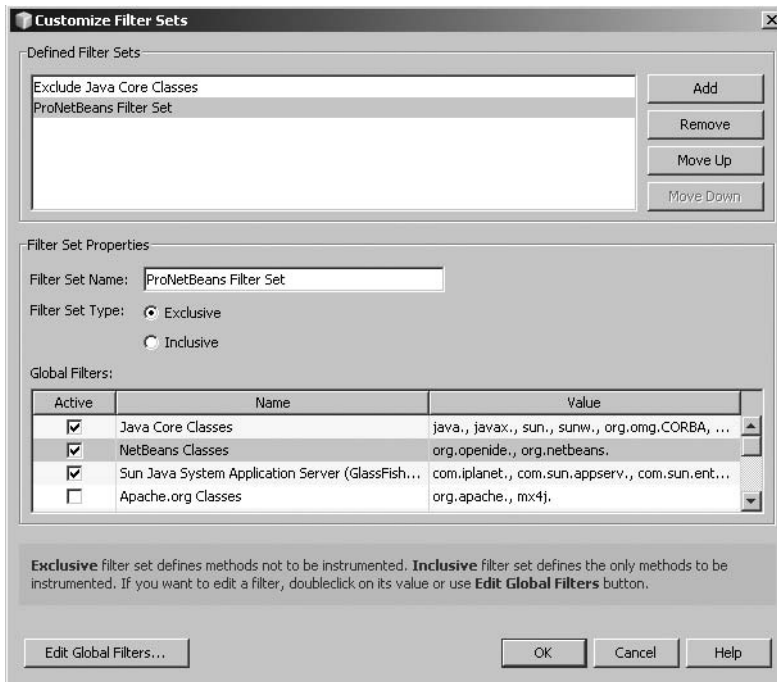 Customize Filter Sets
Defined Filter Sets
Exclude Java Core Classes
ProNetBeans Filter Set
Add
Remove
Move Up
Move Down
Filter Set Properties
Filter Set Name: ProNetBeans Filter Set
Filter Set Type: Exclusive
Inclusive
Global Filters:
Active Name Value
Java Core Classes java., javax., sun., sunw., org.omg.CORBA, ...
NetBeans Classes org.openide., org.netbeans.
Sun Java System Application Server (GlassFish... com.iplanet., com.sun.appserv., com.sun.ent...
Apache.org Classes org.apache., mx4j.
Exclusive filter set defines methods not to be instrumented. Inclusive filter set defines the only methods to be
instrumented. If you want to edit a filter, doubleclick on its value or use Edit Global Filters button.
Edit Global Filters... OK Cancel Help